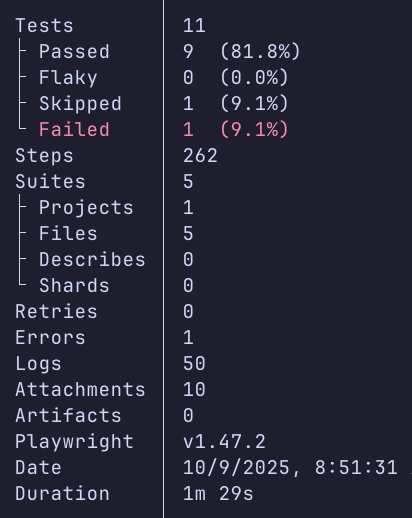 Tests 11
Passed 9 (81.8%)
Flaky 0 (0.0%)
Skipped 1 (9.1%)
Failed 1 (9.1%)
Steps 262
Suites 5
Projects 1
Files 5
Describes 0
Shards 0
Retries 0
Errors 1
Logs 50
Attachments 10
Artifacts 0
Playwright v1.47.2
Date 10/9/2025, 8:51:31
Duration 1m 29s